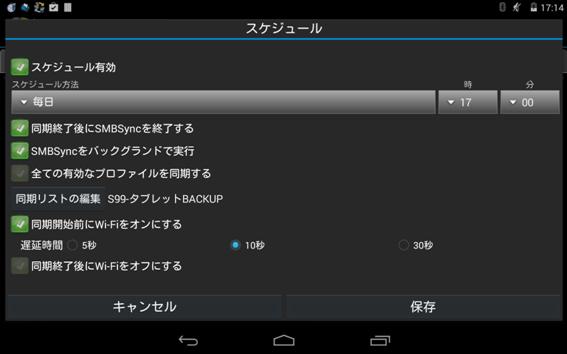 17:14
スケジュール
スケジュール有効
スケジュール方法 時 分
毎日 17 00
同期終了後にSMBSyncを終了する
SMBSyncをバックグランドで実行
全ての有効なプロファイルを同期する
同期リストの編集 S99-タブレットBACKUP
同期開始前にWi-Fiをオンにする
遅延時間 5秒 10秒 30秒
同期終了後にWi-Fiをオフにする
キャンセル 保存